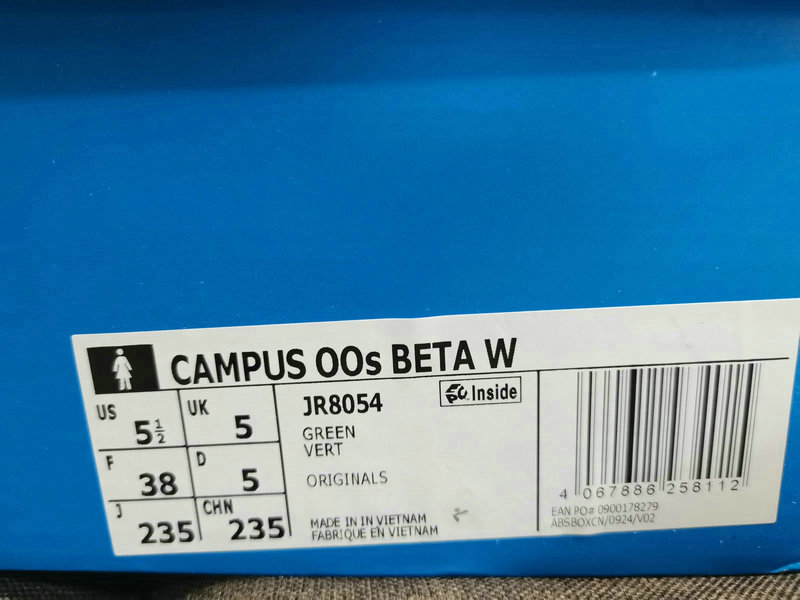 CAMPUS 00s BETA W
US 5½
UK 5
F 38
D 5
J 235
CHN 235
JR8054
Inside
GREEN
VERT
ORIGINALS
MADE IN IN VIETNAM
FABRIQUE EN VIETNAM
4 067886 258112
EAN PO# 0900178279
ABSBOXCN/0924/V02